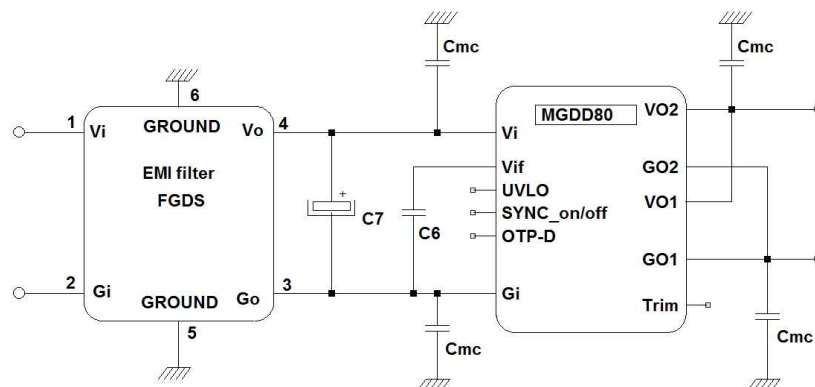 Cmc
Cmc
6
MGDD80
VO2
1
Vi
GROUND
Vo
4
Vi
EMI filter
FGDS
Vif
GO2
UVLO
SYNC_on/off
VO1
+
C7
C6
OTP-D
2
Gi
GROUND
Go
3
Gi
GO1
5
Trim
Cmc
Cmc